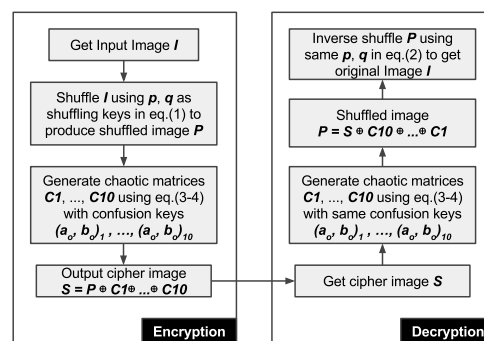 Get Input Image I
Shuffle I using p, q as
shuffling keys in eq.(1) to
produce shuffled image P
Generate chaotic matrices
C1, ..., C10 using eq.(3-4)
with confusion keys
(ao, bo)1 , ..., (ao, bo)10
Output cipher image
S = P ⊕ C1⊕ ...⊕ C10
Encryption
Inverse shuffle P using
same p, q in eq.(2) to get
original Image I
Shuffled image
P = S ⊕ C10 ⊕ ...⊕ C1
Generate chaotic matrices
C1, ..., C10 using eq.(3-4)
with same confusion keys
(ao, bo)1 , ..., (ao, bo)10
Get cipher image S
Decryption